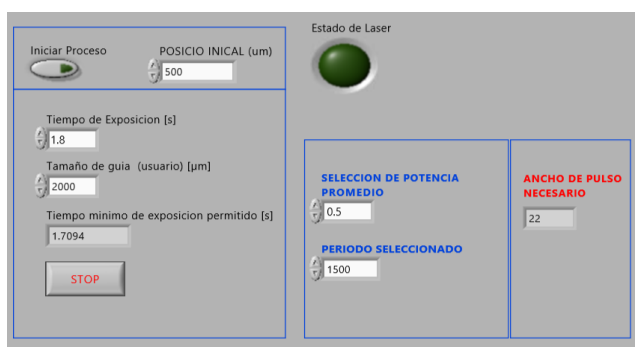 Estado de Laser
Iniciar Proceso
POSICIO INICAL (um)
500
Tiempo de Exposicion [s]
1.8
Tamaño de guia (usuario) [µm]
2000
Tiempo minimo de exposicion permitido [s]
1.7094
STOP
SELECCION DE POTENCIA
PROMEDIO
0.5
PERIODO SELECCIONADO
1500
ANCHO DE PULSO
NECESARIO
22